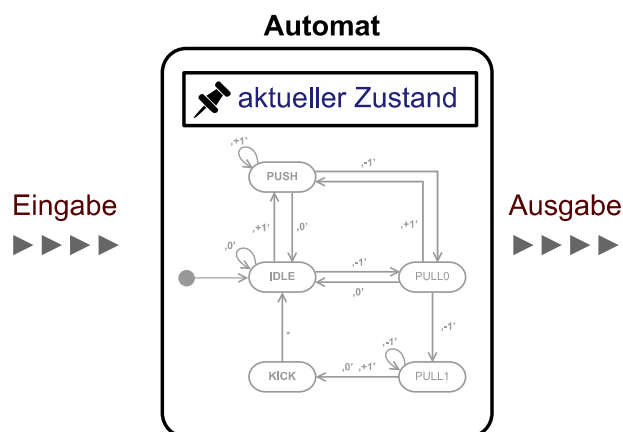 Automat
aktueller Zustand
‚+1’
‚-1’
PUSH
Eingabe
Ausgabe
‚+1’
‚0’
‚+1’
‚0’
‚-1’
IDLE
PULL0
‚0’
‚-1’
*
‚-1’
KICK
‚0’ ‚+1’
PULL1